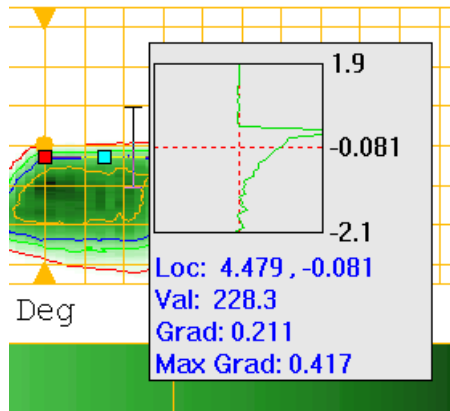 1.9
-0.081
-2.1
Loc: 4.479 , -0.081
Val: 228.3
Deg
Grad: 0.211
Max Grad: 0.417